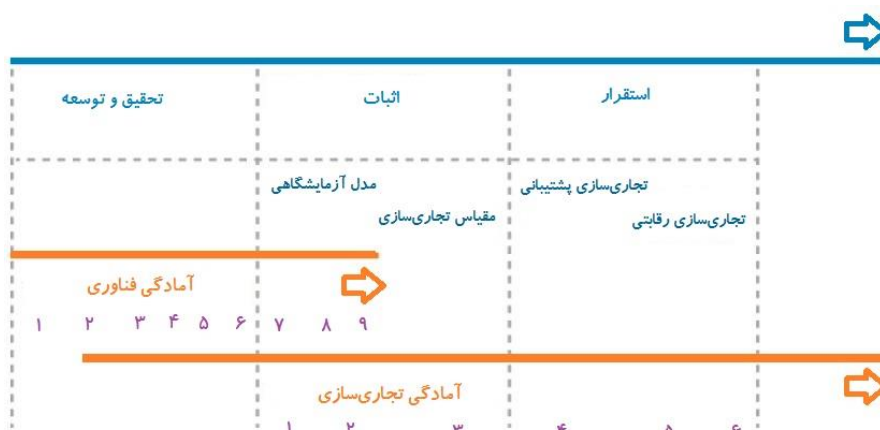 تحقیق و توسعه
اثبات
استقرار
مدل آزمایشگاهی
تجاری‌سازی پشتیبانی
مقیاس تجاری‌سازی
تجاری‌سازی رقابتی
آمادگی فناوری
۱ ۲ ۳ ۴ ۵ ۶ ۷ ۸ ۹
آمادگی تجاری‌سازی
۱ ۲ ۳ ۴ ۵ ۶